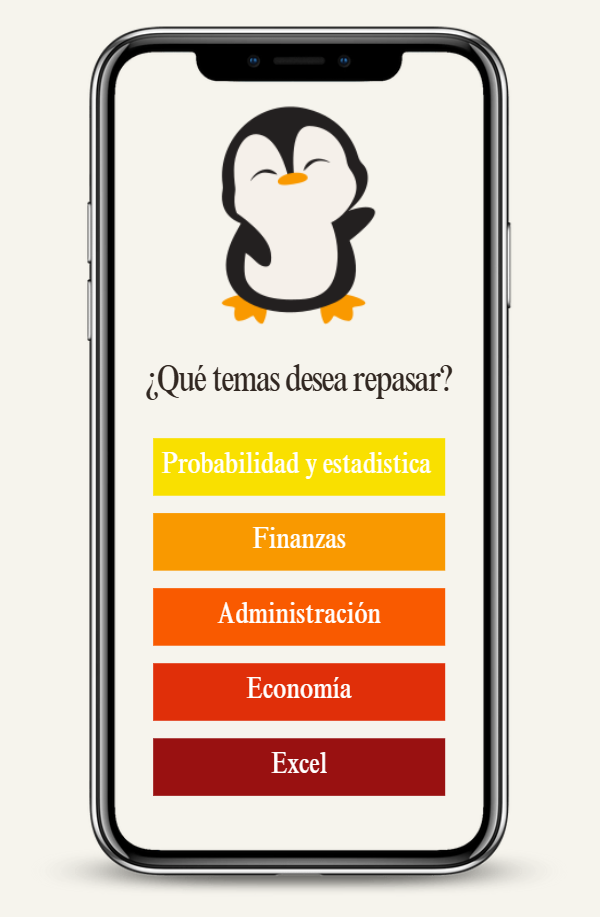 ¿Qué temas desea repasar?
Probabilidad y estadistica
Finanzas
Administración
Economía
Excel